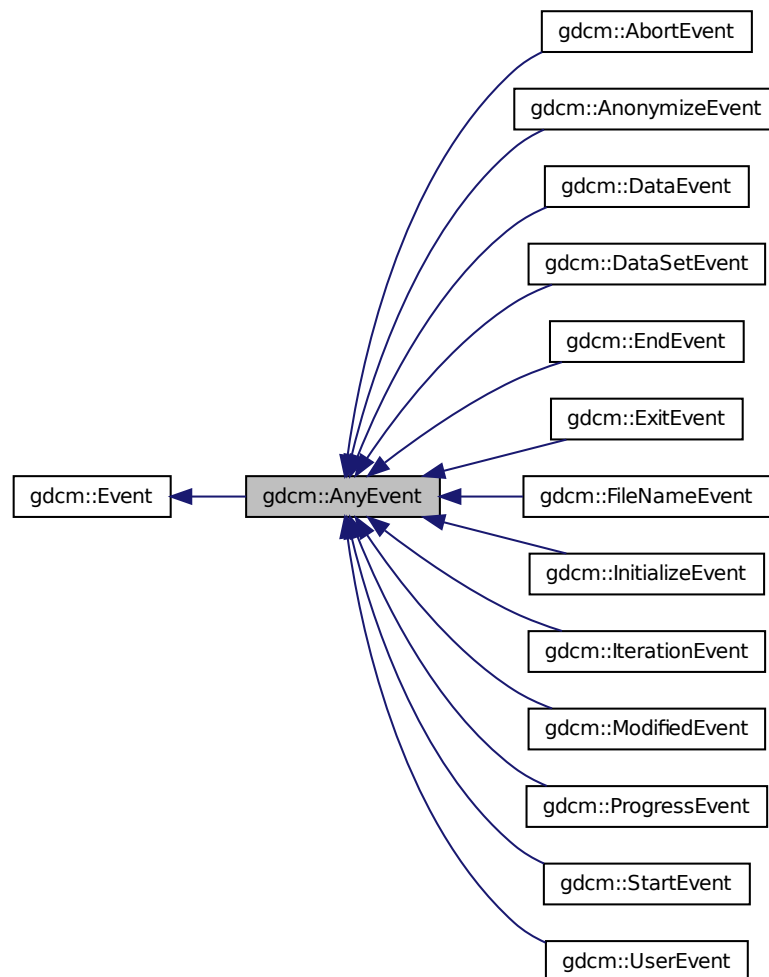 gdcm::AbortEvent
gdcm::AnonymizeEvent
gdcm::DataEvent
gdcm::DataSetEvent
gdcm::EndEvent
gdcm::ExitEvent
gdcm::Event
gdcm::AnyEvent
gdcm::FileNameEvent
gdcm::InitializeEvent
gdcm::IterationEvent
gdcm::ModifiedEvent
gdcm::ProgressEvent
gdcm::StartEvent
gdcm::UserEvent